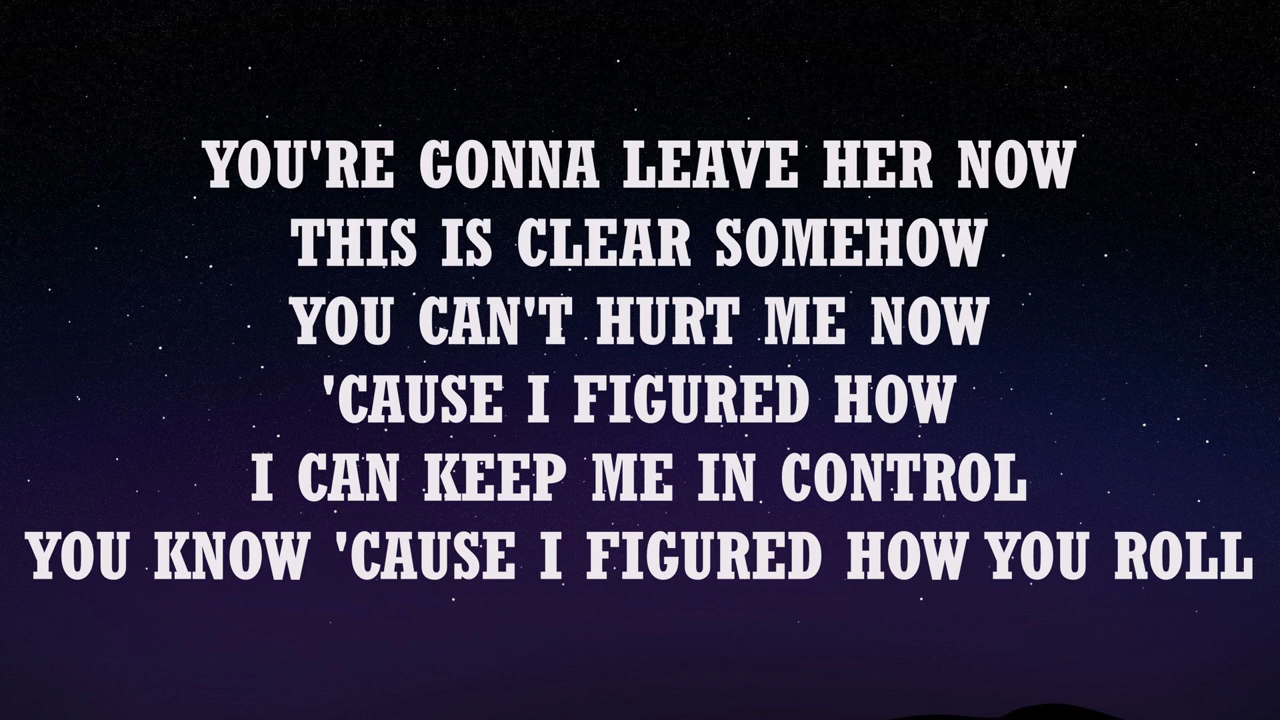 YOU'RE GONNA LEAVE HER NOW
THIS IS CLEAR SOMEHOW
YOU CAN'T HURT ME NOW
'CAUSE I FIGURED HOW
I CAN KEEP ME IN CONTROL
YOU KNOW 'CAUSE I FIGURED HOW YOU ROLL